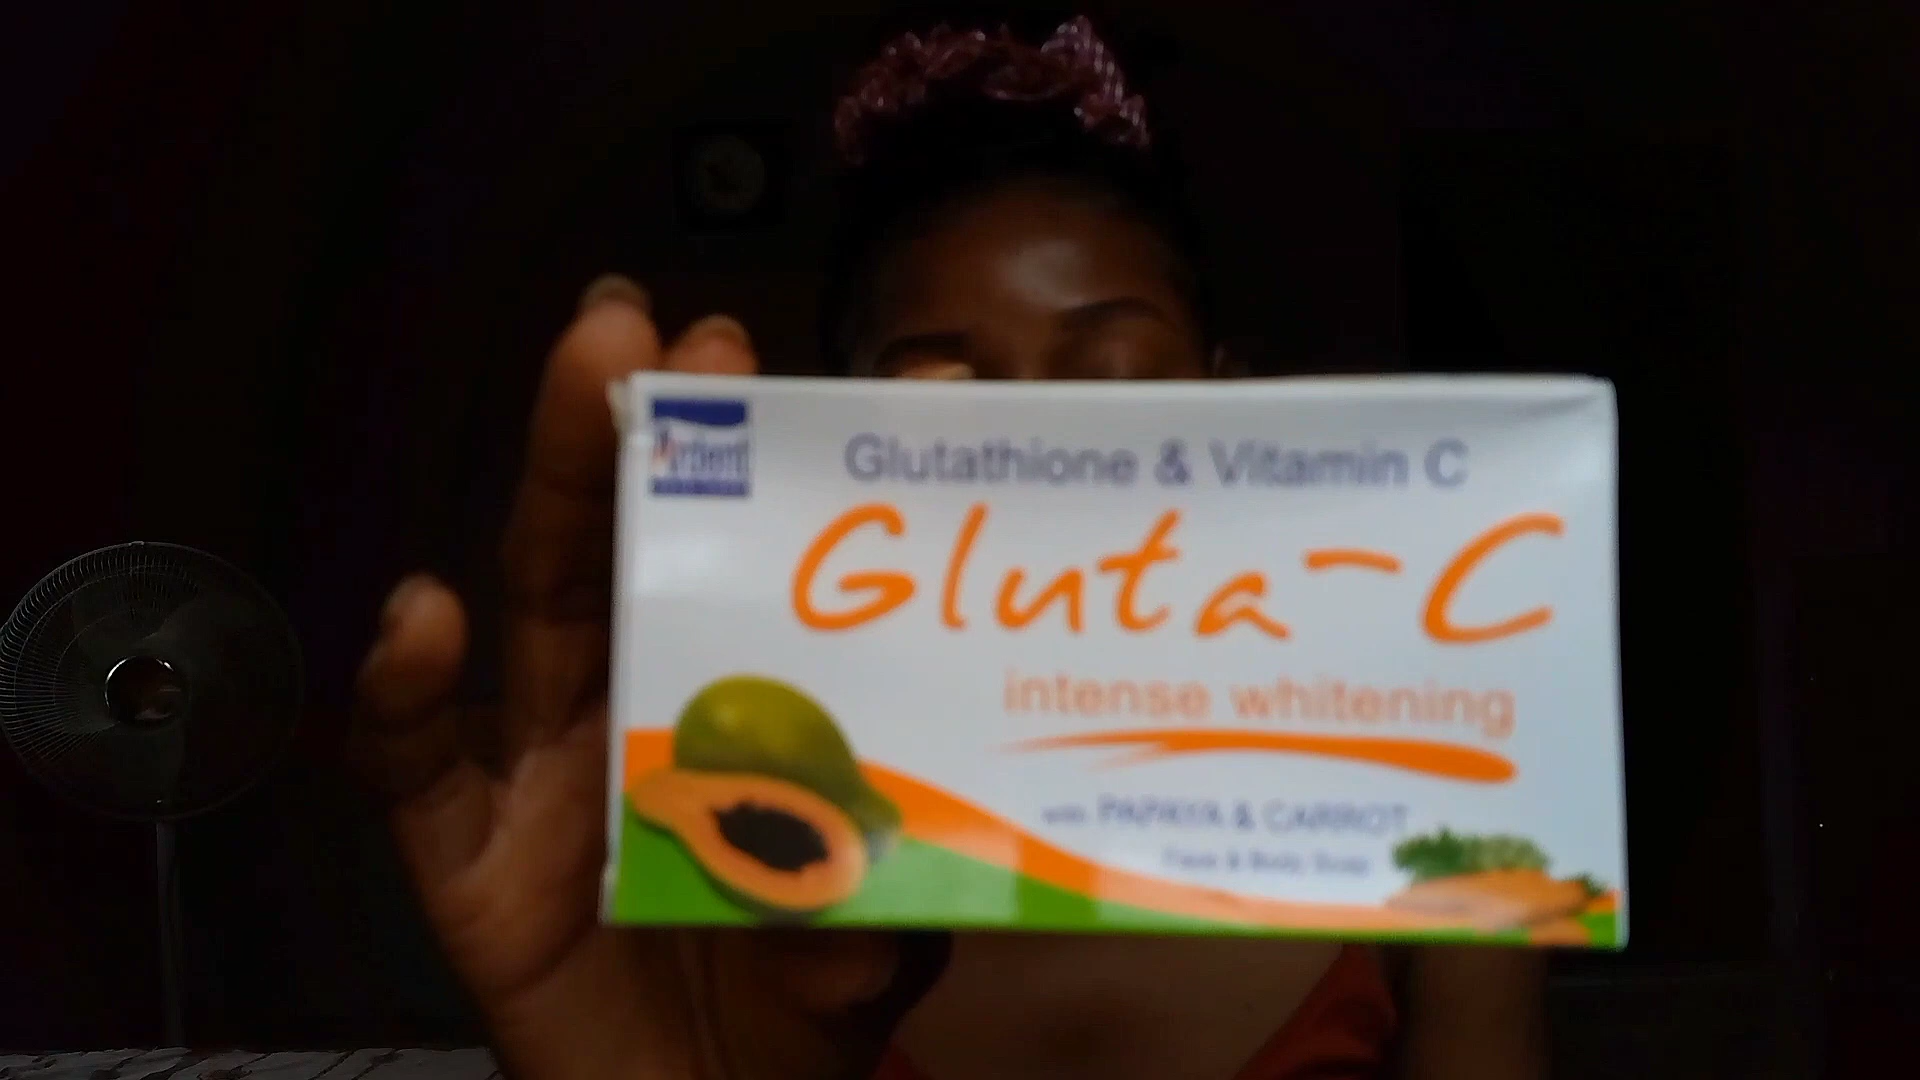 Glutathione & Vitamin C
Gluta-C
intense whitening
with PAPAYA & CARROT
Face & Body Soap